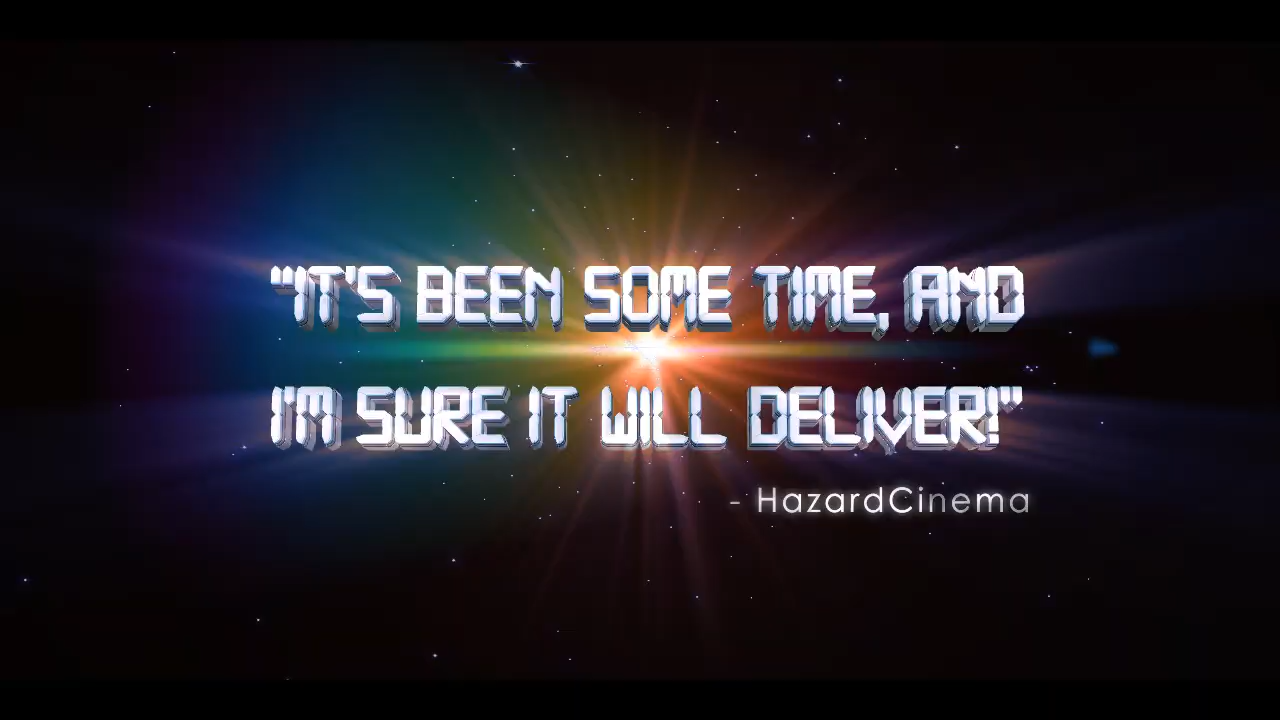 "IT'S BEEN SOME TIME, AND
I'M SURE IT WILL DELIVER!"
- HazardCinema